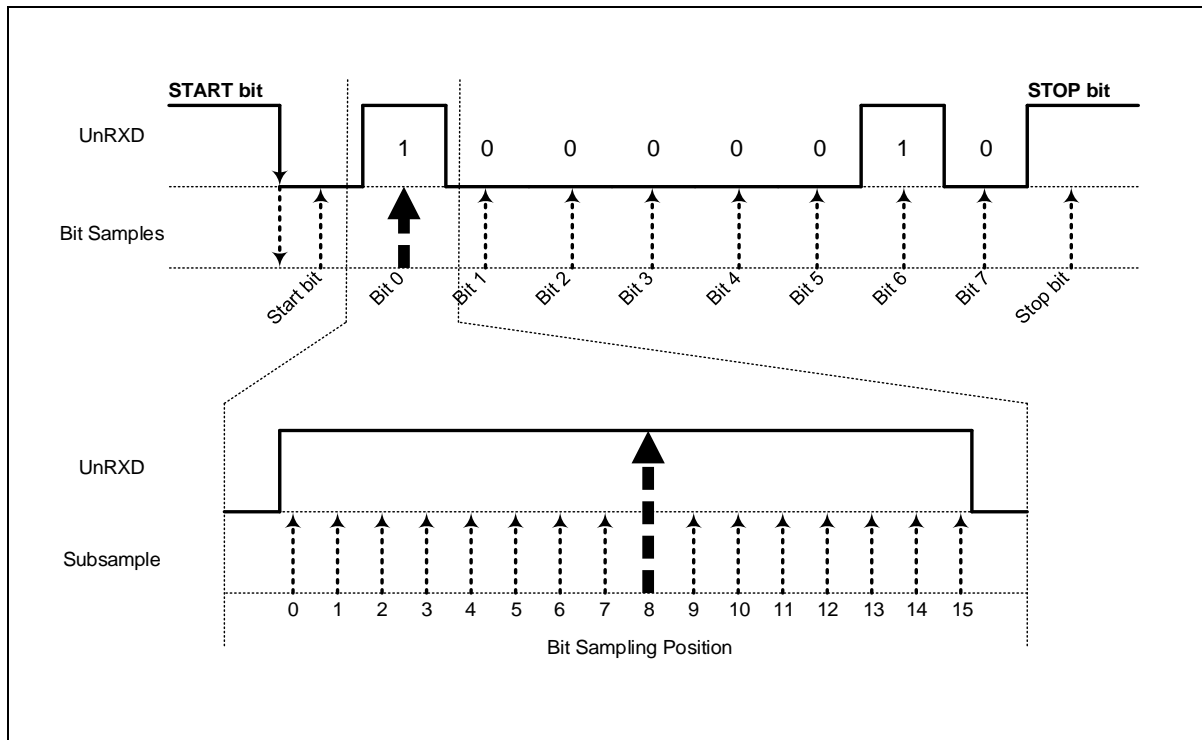 START bit
STOP bit
UnRXD
1 0 0 0 0 0 1 0
Bit Samples
Start bit Bit 0 Bit 1 Bit 2 Bit 3 Bit 4 Bit 5 Bit 6 Bit 7 Stop bit
UnRXD
Subsample
0 1 2 3 4 5 6 7 8 9 10 11 12 13 14 15
Bit Sampling Position